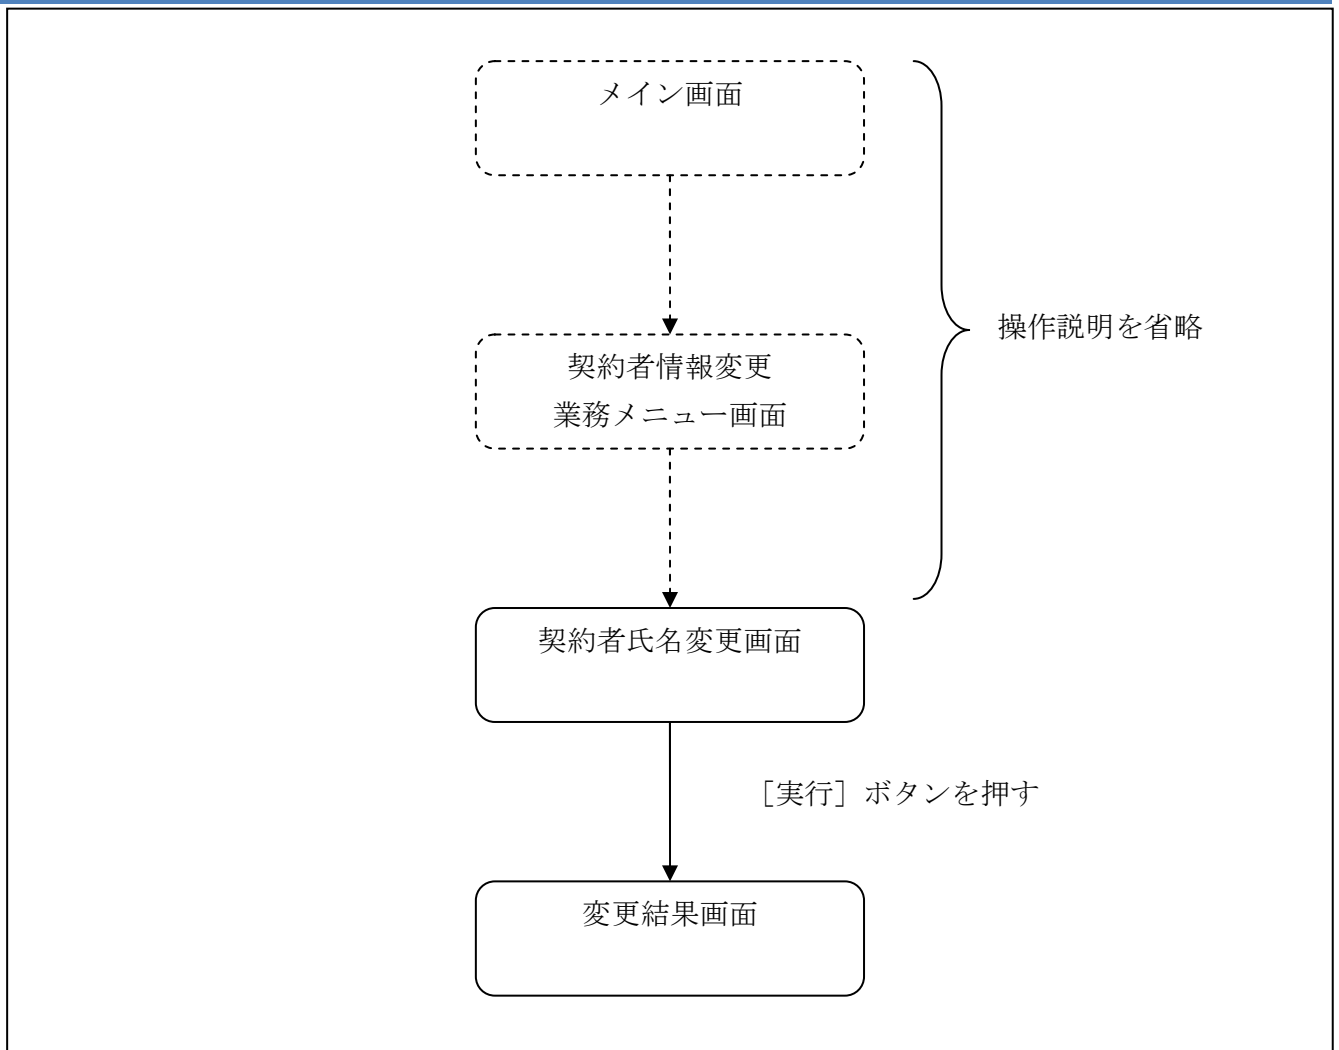 メイン画面
操作説明を省略
契約者情報変更
業務メニュー画面
契約者氏名変更画面
［実行］ボタンを押す
変更結果画面